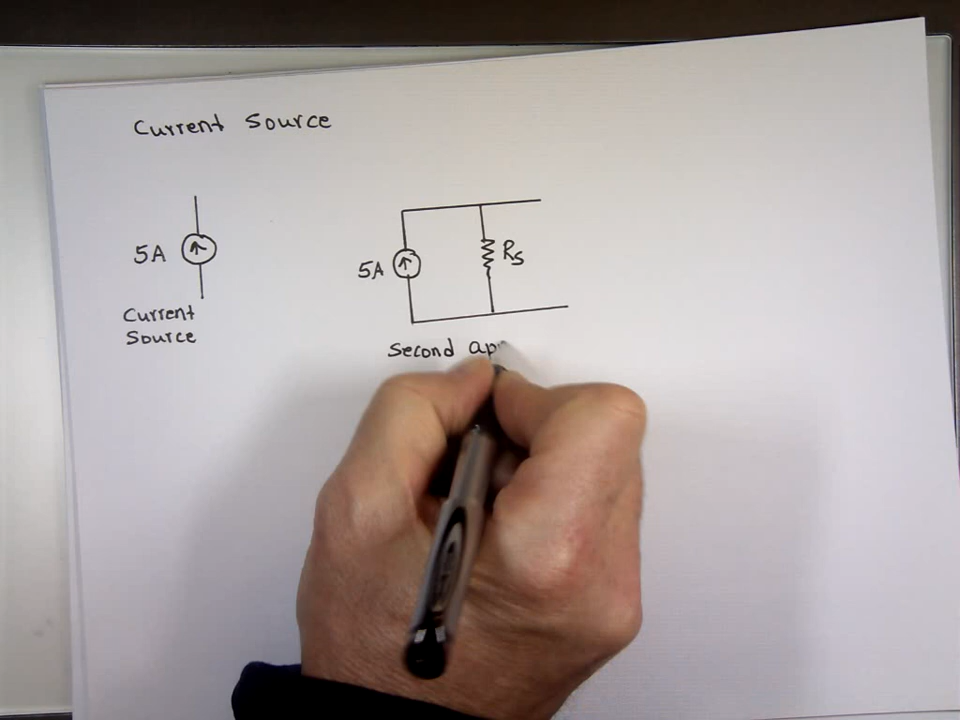 Current Source
5A
Current
Source
5A
Rs
Second